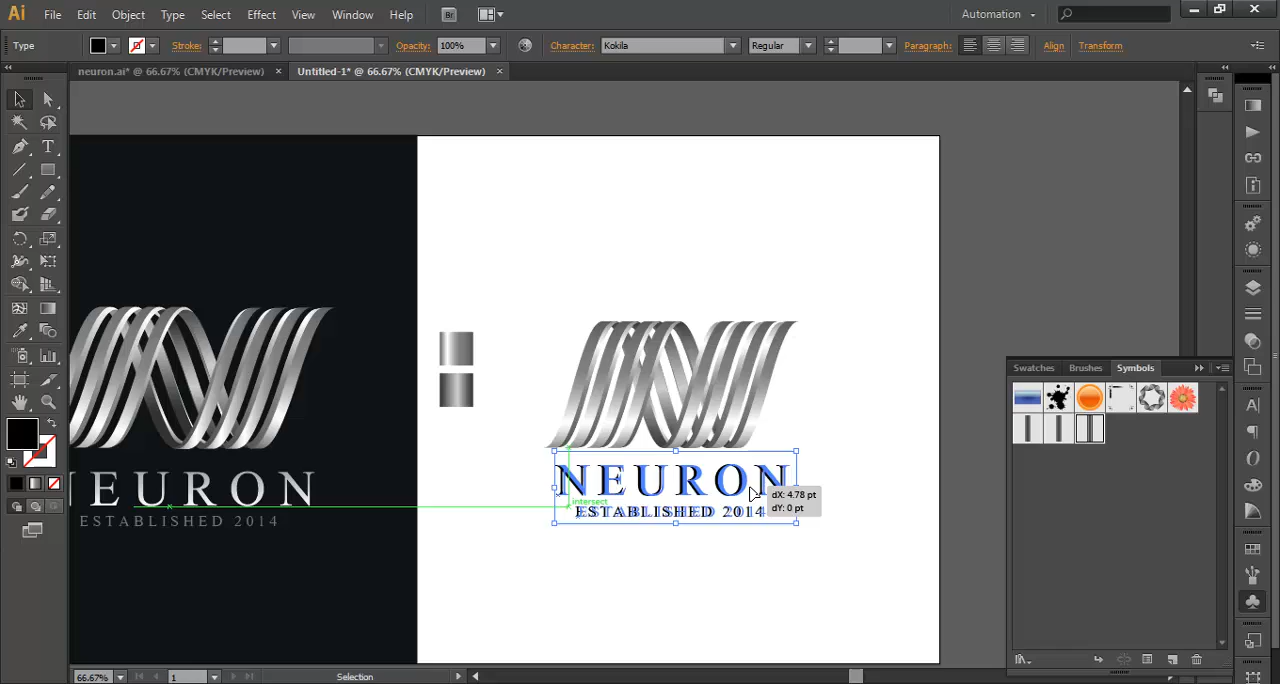 Ai File Edit Object Type Select Effect View Window Help Br Automation
Type Stroke: Opacity: 100% Character: Kokila Regular Paragraph: Align Transform
neuron.ai* @ 66.67% (CMYK/Preview) × Untitled-1* @ 66.67% (CMYK/Preview) ×
Swatches Brushes Symbols
NEURON
ESTABLISHED 2014
EURON
ESTABLISHED 2014
intersect
dX: 4.78 pt
dY: 0 pt
66.67% 1 Selection